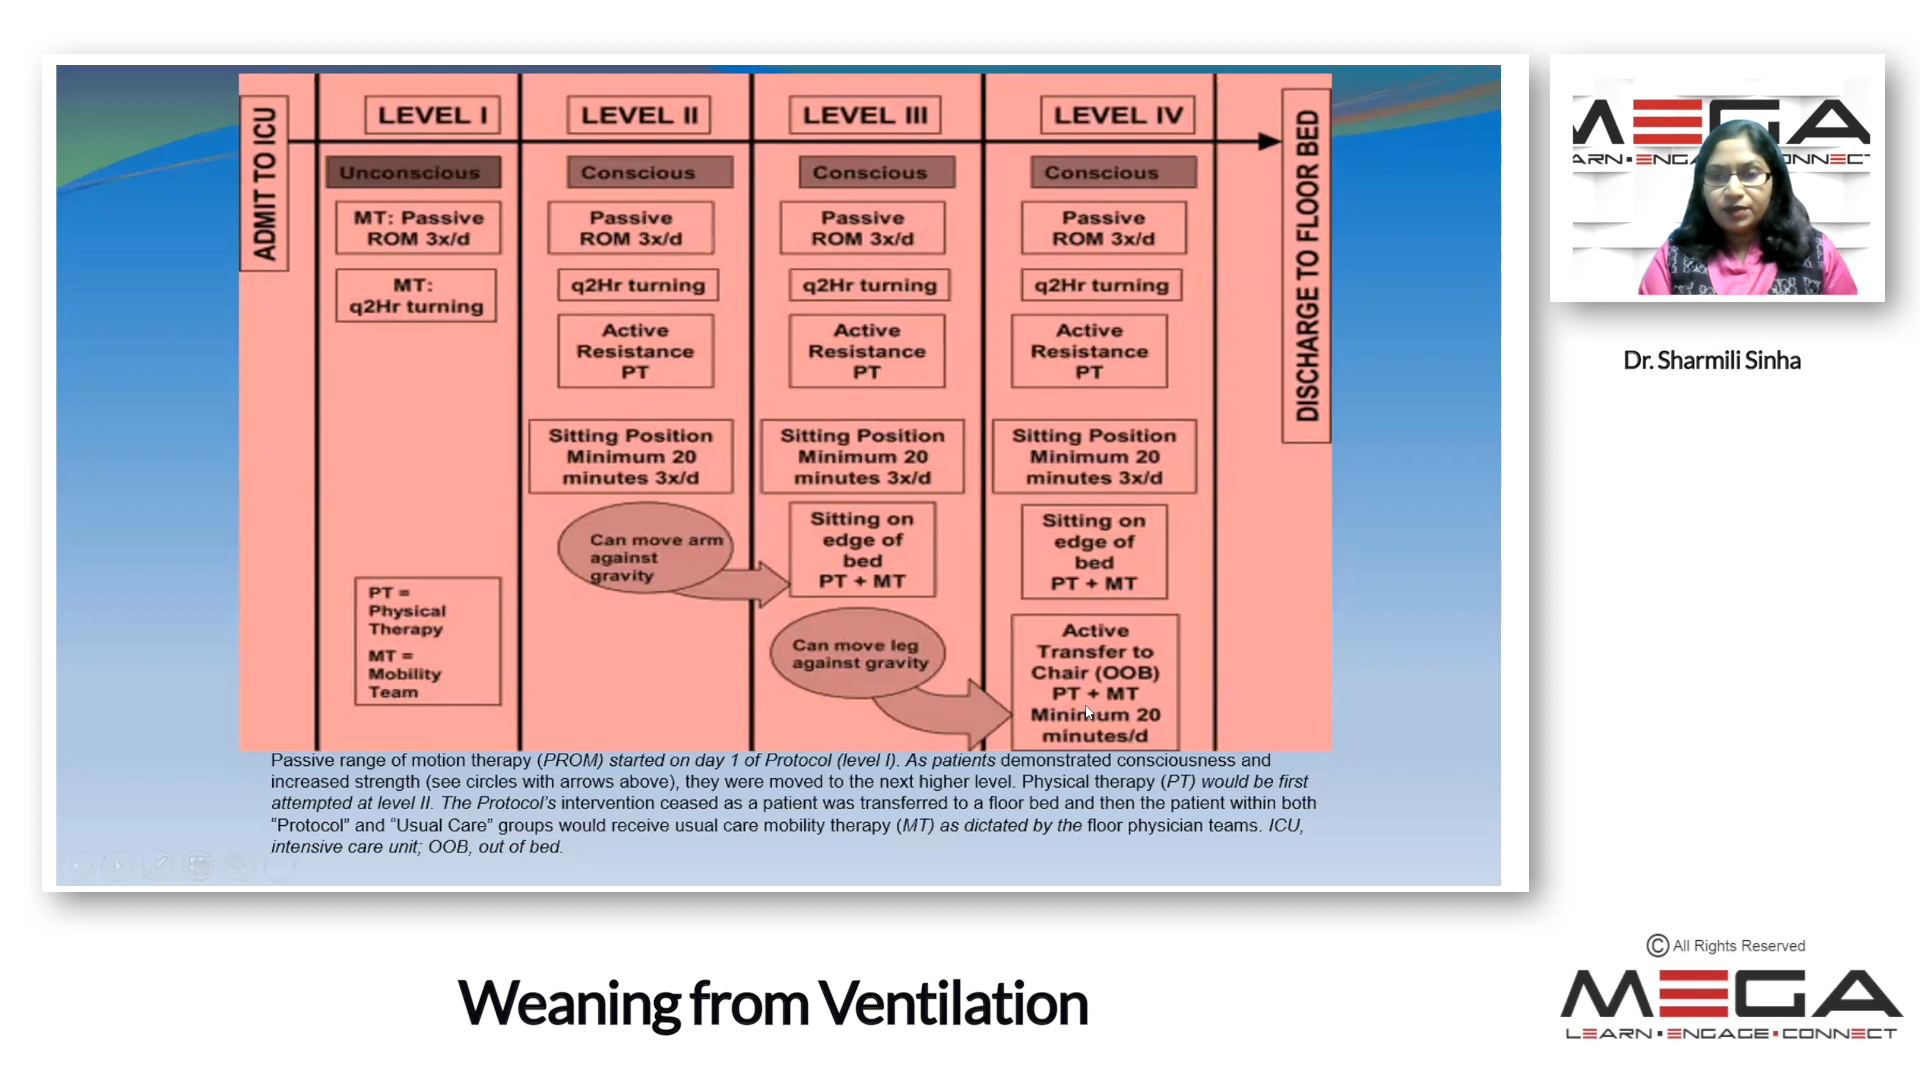 ADMIT TO ICU
LEVEL I
LEVEL II
LEVEL III
LEVEL IV
DISCHARGE TO FLOOR BED
Unconscious
MT: Passive
ROM 3x/d
MT:
q2Hr turning
PT =
Physical
Therapy
MT =
Mobility
Team
Conscious
Passive
ROM 3x/d
q2Hr turning
Active
Resistance
PT
Sitting Position
Minimum 20
minutes 3x/d
Can move arm
against
gravity
Conscious
Passive
ROM 3x/d
q2Hr turning
Active
Resistance
PT
Sitting Position
Minimum 20
minutes 3x/d
Sitting on
edge of
bed
PT + MT
Can move leg
against gravity
Conscious
Passive
ROM 3x/d
q2Hr turning
Active
Resistance
PT
Sitting Position
Minimum 20
minutes 3x/d
Sitting on
edge of
bed
PT + MT
Active
Transfer to
Chair (OOB)
PT + MT
Minimum 20
minutes/d
Passive range of motion therapy (PROM) started on day 1 of Protocol (level I). As patients demonstrated consciousness and
increased strength (see circles with arrows above), they were moved to the next higher level. Physical therapy (PT) would be first
attempted at level II. The Protocol’s intervention ceased as a patient was transferred to a floor bed and then the patient within both
“Protocol” and “Usual Care” groups would receive usual care mobility therapy (MT) as dictated by the floor physician teams. ICU,
intensive care unit; OOB, out of bed.
MEGA
Dr. Sharmili Sinha
Weaning from Ventilation
© All Rights Reserved
MEGA
LEARN▪ENGAGE▪CONNECT